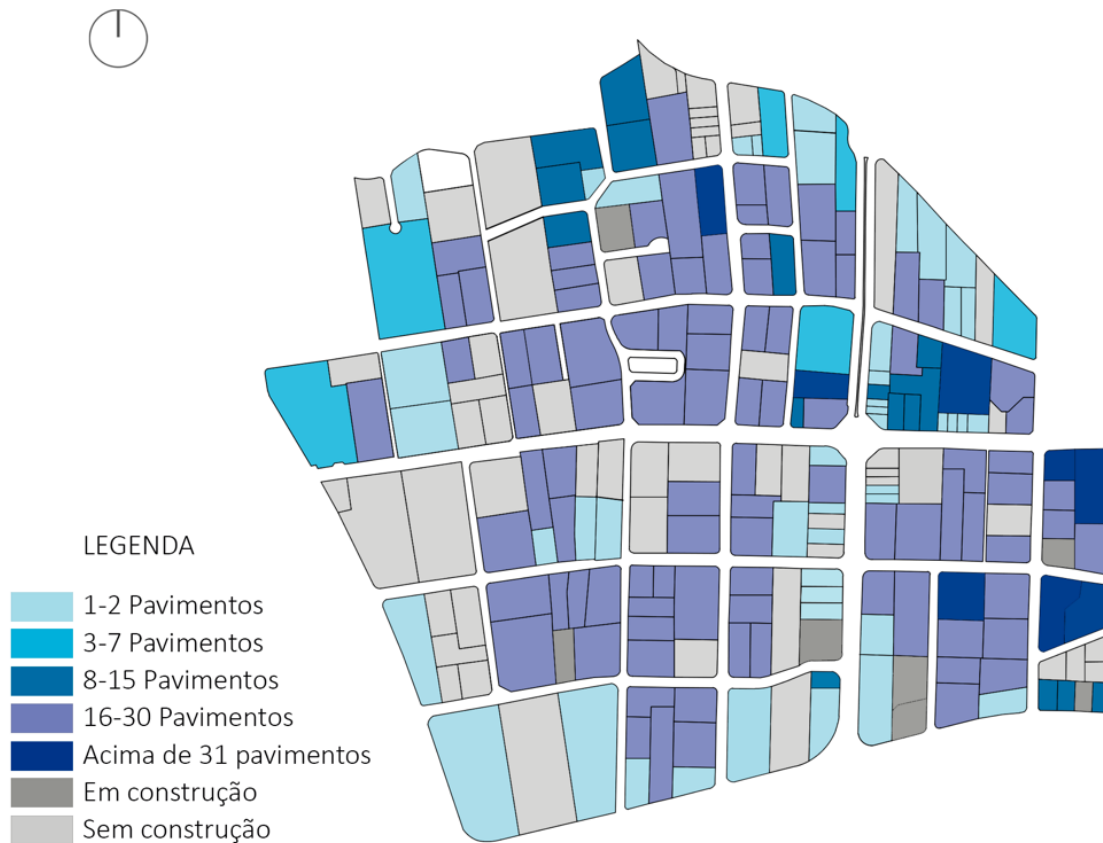 LEGENDA
1-2 Pavimentos
3-7 Pavimentos
8-15 Pavimentos
16-30 Pavimentos
Acima de 31 pavimentos
Em construção
Sem construção